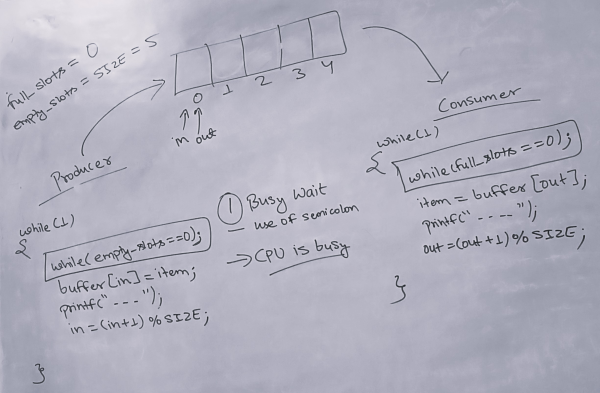 full_slots = 0
empty_slots = SIZE = 5
0 1 2 3 4
in out
Producer
while(1)
{
while(empty_slots==0);
buffer[in]=item;
printf("----");
in=(in+1)%SIZE;
}
① Busy Wait
use of semicolon
→ CPU is busy
Consumer
while(1)
{
while(full_slots==0);
item=buffer[out];
printf("----");
out=(out+1)%SIZE;
}